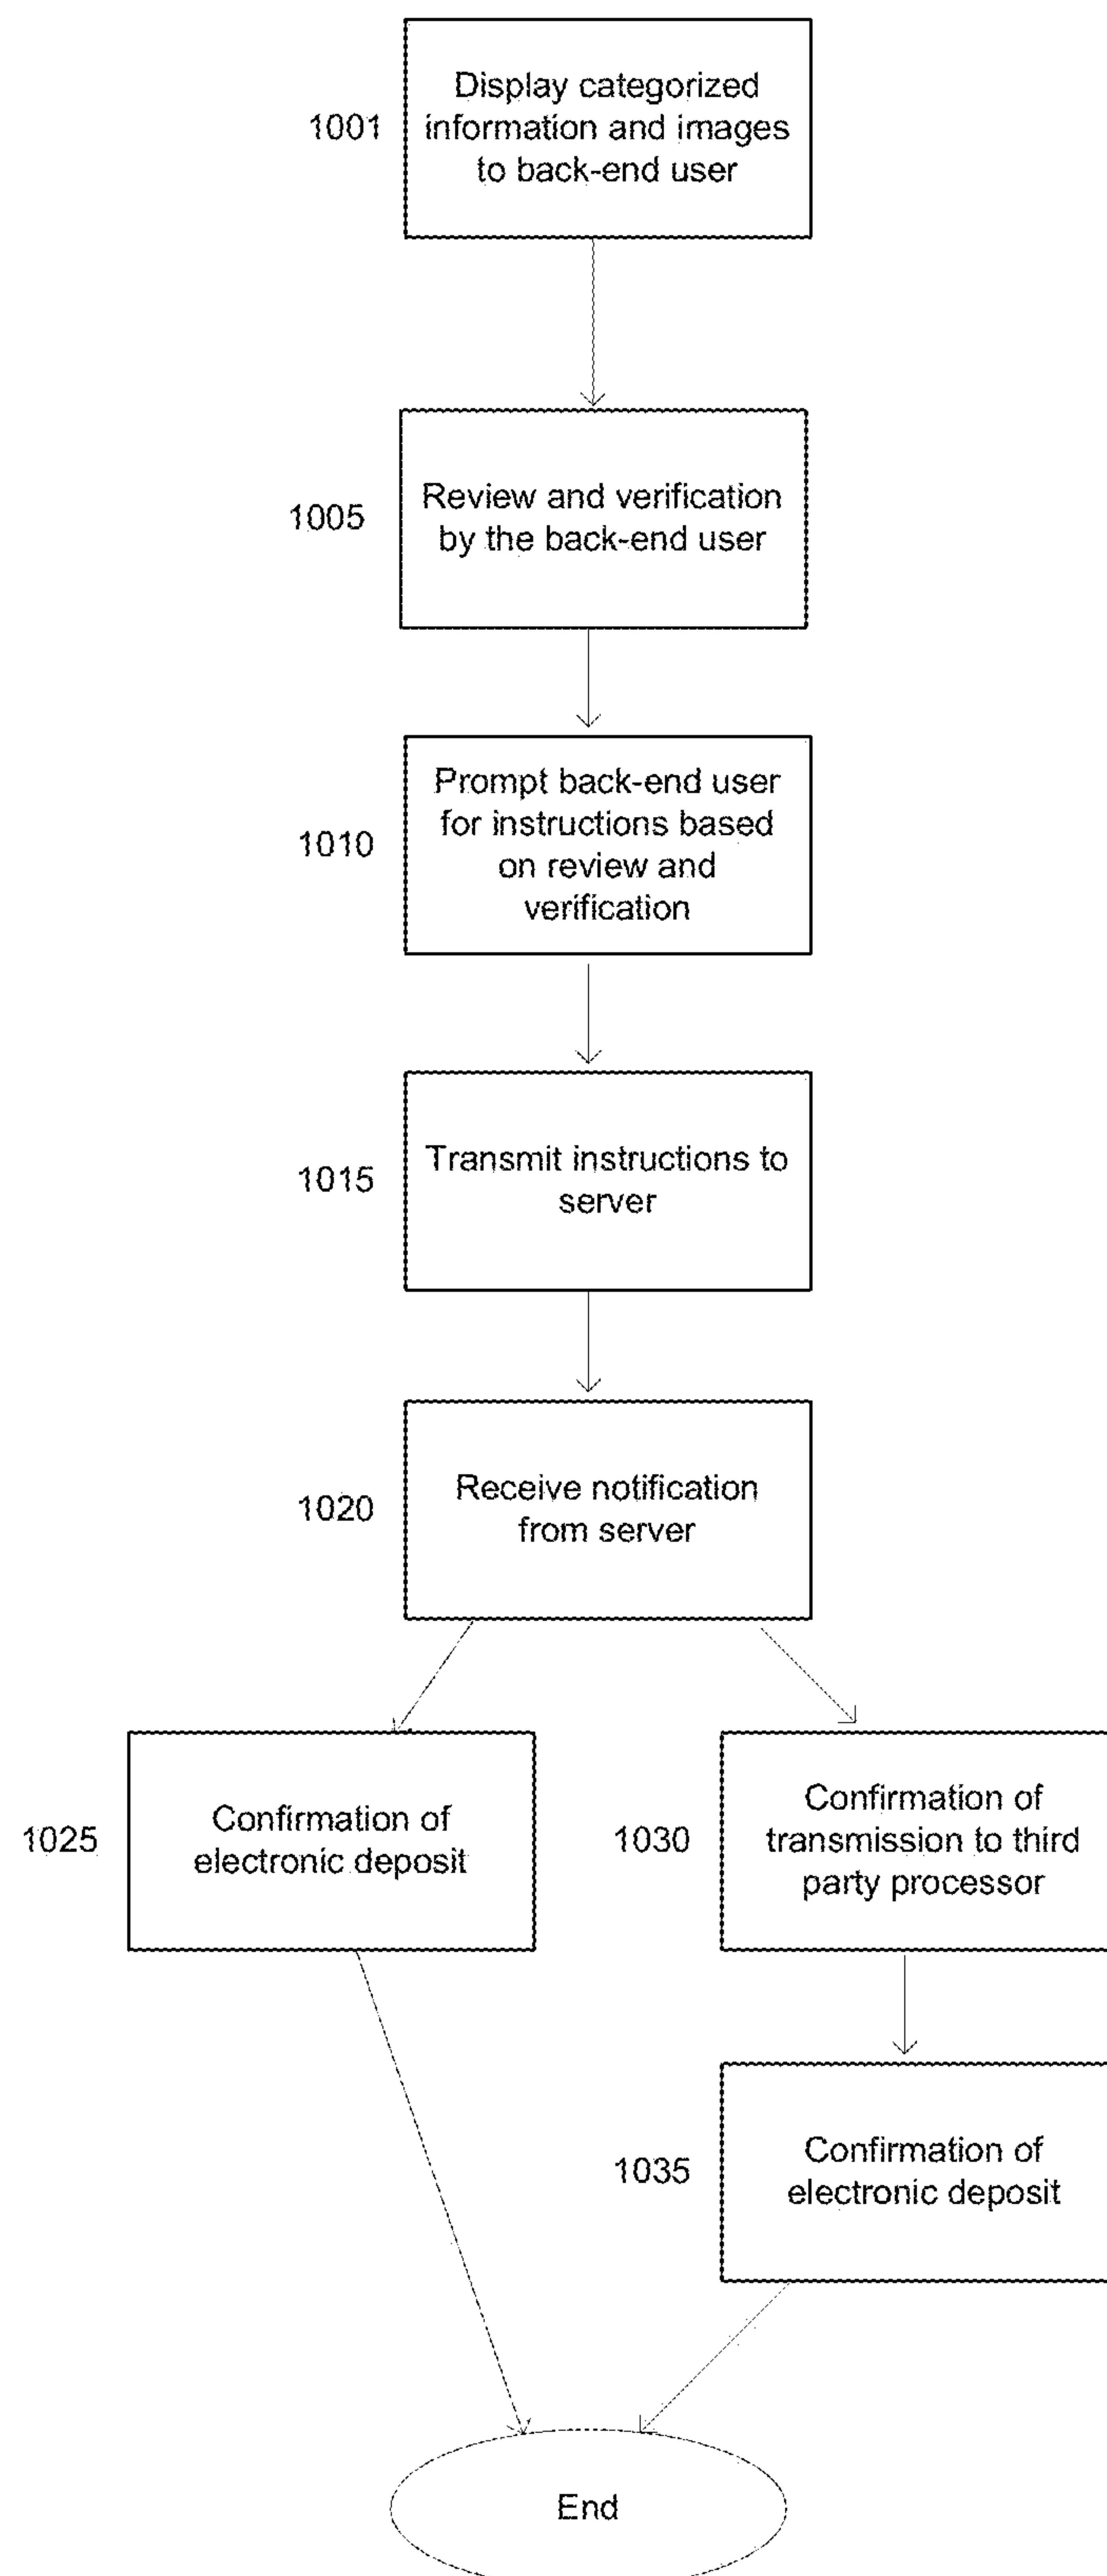 Display categorized
1001
information and images
to back-end user
Review and verification
1005
by the back-end user
Prompt back-end user
for instructions based
1010
on review and
verification
Transmit instructions to
1015
server
Receive notification
1020
from server
Confirmation of
1025
electronic deposit
Confirmation of
1030
transmission to third
party processor
Confirmation of
1035
electronic deposit
End